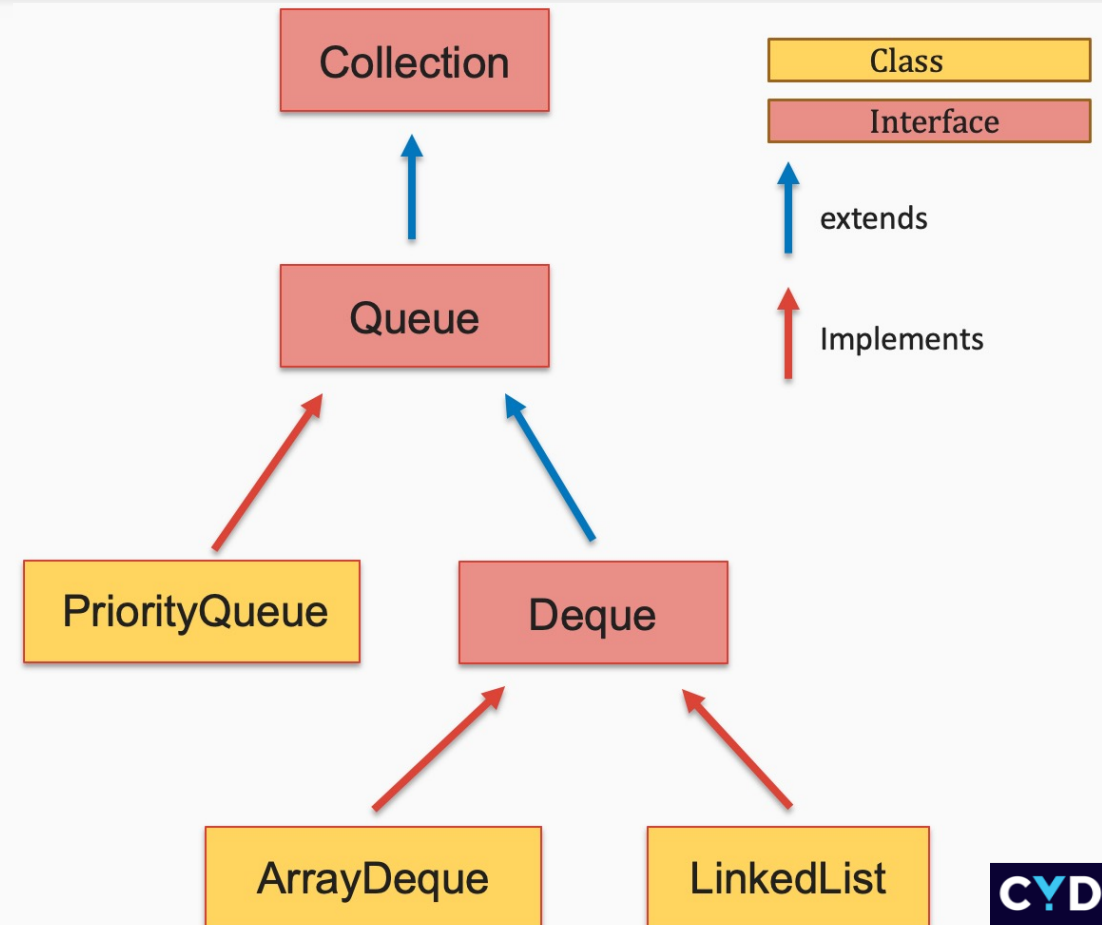 Collection
Class
Interface
extends
Queue
Implements
PriorityQueue
Deque
ArrayDeque
LinkedList
CYD